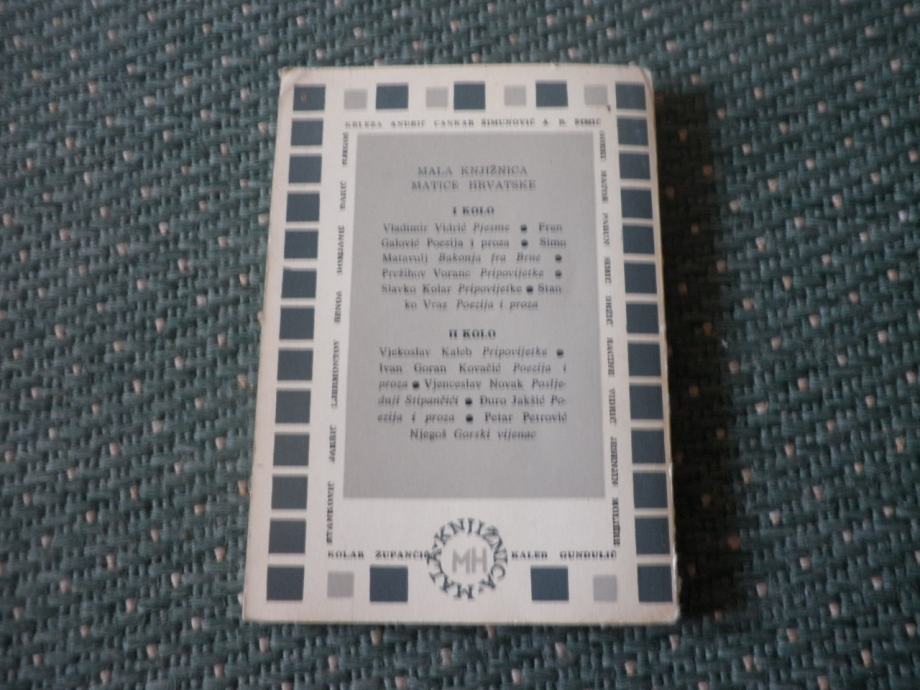 KRLEŽA ANDRIĆ CANKAR ŠIMUNOVIĆ A. B. ŠIMIĆ
MALA KNJIŽNICA
MATICE HRVATSKE
I KOLO
Vladimir Vidrić Pjesme ● Fran
Galović Poezija i proza ● Simo
Matavulj Bakonja fra Brne ●
Prežihov Voranc Pripovijetke ●
Slavko Kolar Pripovijetke ● Stan
ko Vraz Poezija i proza
II KOLO
Vjekoslav Kaleb Pripovijetke ●
Ivan Goran Kovačić Poezija i
proza ● Vjenceslav Novak Poslje-
dnji Stipančići ● Đuro Jakšić Po-
ezija i proza ● Petar Petrović
Njegoš Gorski vijenac
STANKOVIĆ
LJERMONTOV
KOLAR ŽUPANČIČ
KALEB GUNDULIĆ
MALA KNJIŽNICA
MH